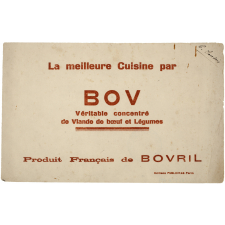 La meilleure Cuisine par
BOV
Véritable concentré
de Viande de bœuf et Légumes
Produit Français de BOVRIL